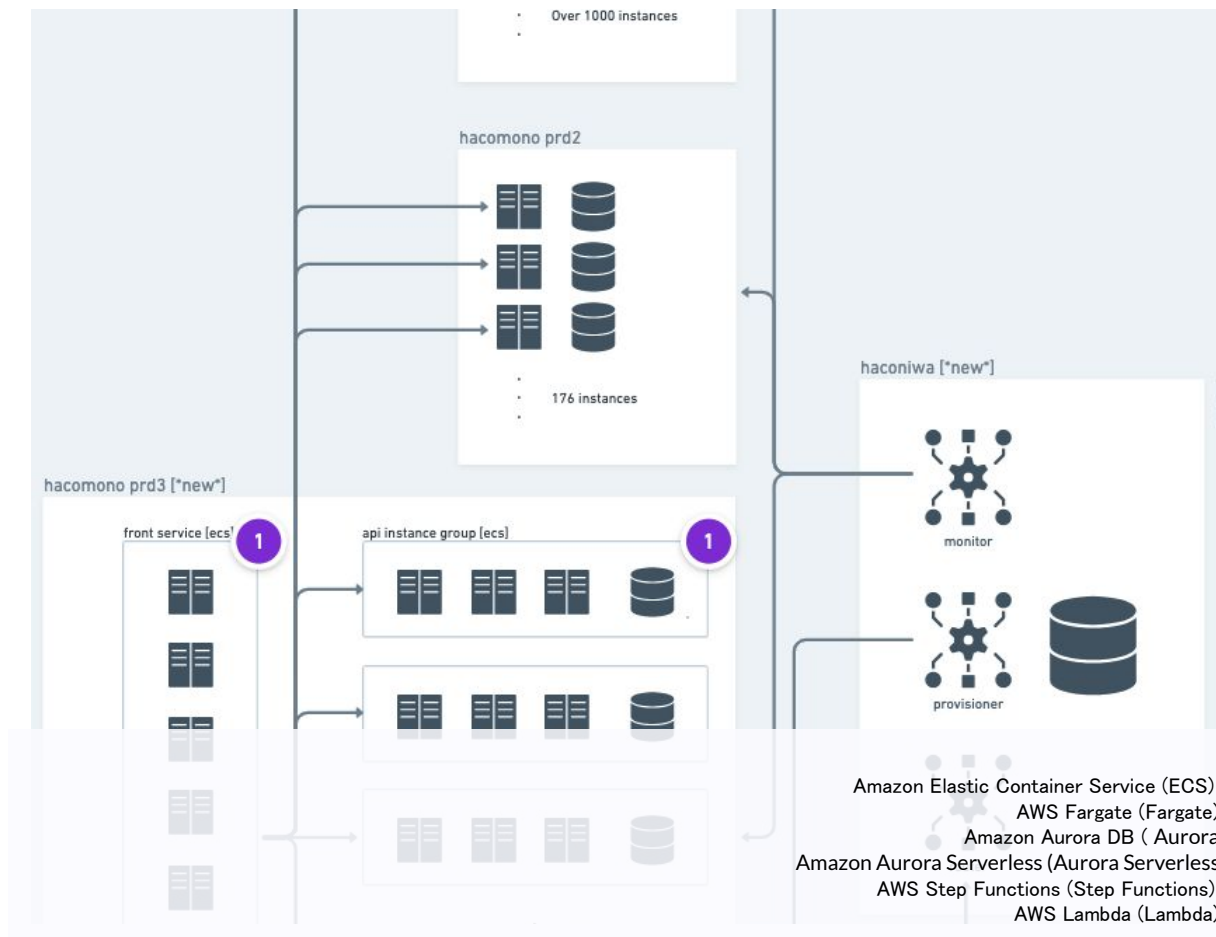 Over 1000 instances
hacomono prd2
176 instances
haconiwa [*new*]
monitor
provisioner
hacomono prd3 [*new*]
front service [ecs]
1
api instance group [ecs]
1
Amazon Elastic Container Service (ECS)
AWS Fargate (Fargate)
Amazon Aurora DB ( Aurora
Amazon Aurora Serverless (Aurora Serverless
AWS Step Functions (Step Functions)
AWS Lambda (Lambda)